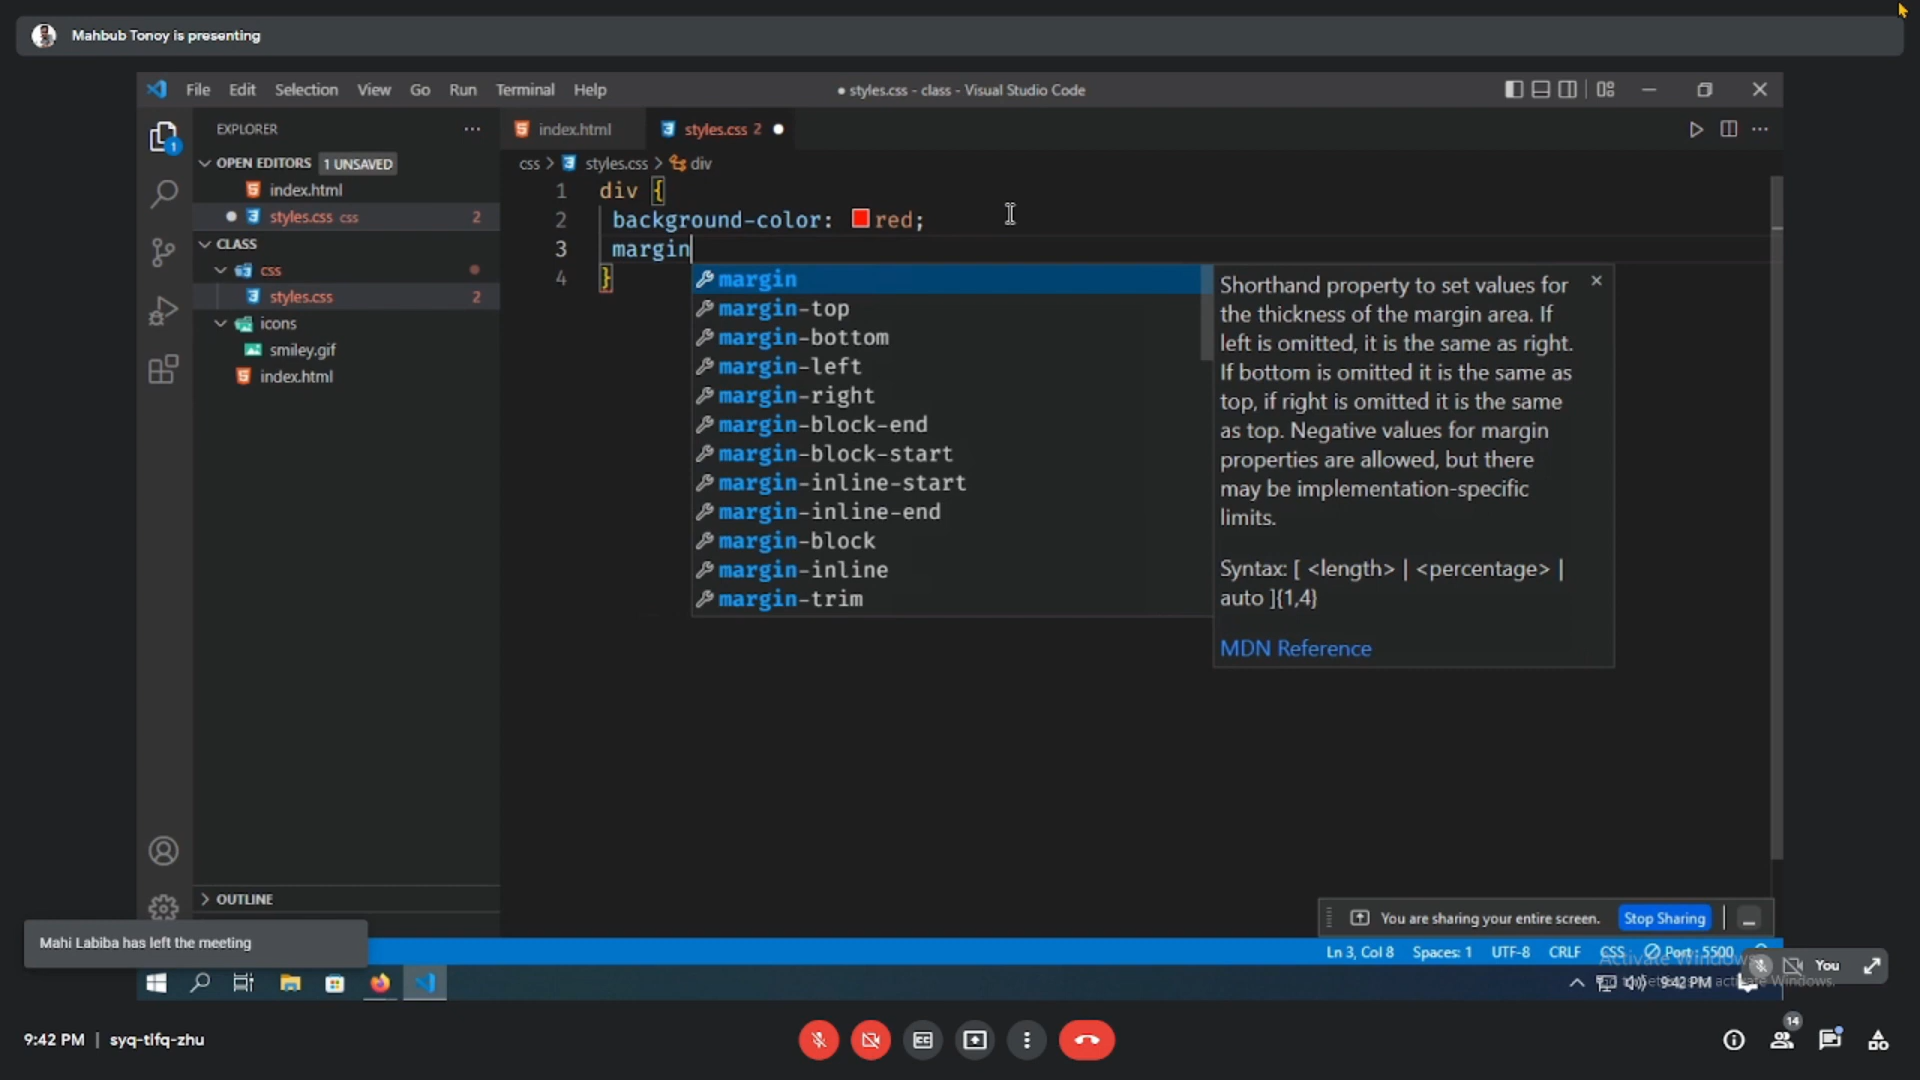 Mahbub Tonoy is presenting
File Edit Selection View Go Run Terminal Help
● styles.css - class - Visual Studio Code
EXPLORER
index.html
styles.css 2
OPEN EDITORS 1 UNSAVED
index.html
styles.css css 2
CLASS
css
styles.css 2
icons
smiley.gif
index.html
OUTLINE
css > styles.css > div
1 div {
2 background-color: red;
3 margin
4 }
margin
margin-top
margin-bottom
margin-left
margin-right
margin-block-end
margin-block-start
margin-inline-start
margin-inline-end
margin-block
margin-inline
margin-trim
Shorthand property to set values for
the thickness of the margin area. If
left is omitted, it is the same as right.
If bottom is omitted it is the same as
top, if right is omitted it is the same
as top. Negative values for margin
properties are allowed, but there
may be implementation-specific
limits.
Syntax: [ <length> | <percentage> |
auto ]{1,4}
MDN Reference
You are sharing your entire screen. Stop Sharing
Mahi Labiba has left the meeting
Ln 3, Col 8 Spaces: 1 UTF-8 CRLF CSS Port : 5500
Activate Windows
9:42 PM
You
9:42 PM | syq-tlfq-zhu
14